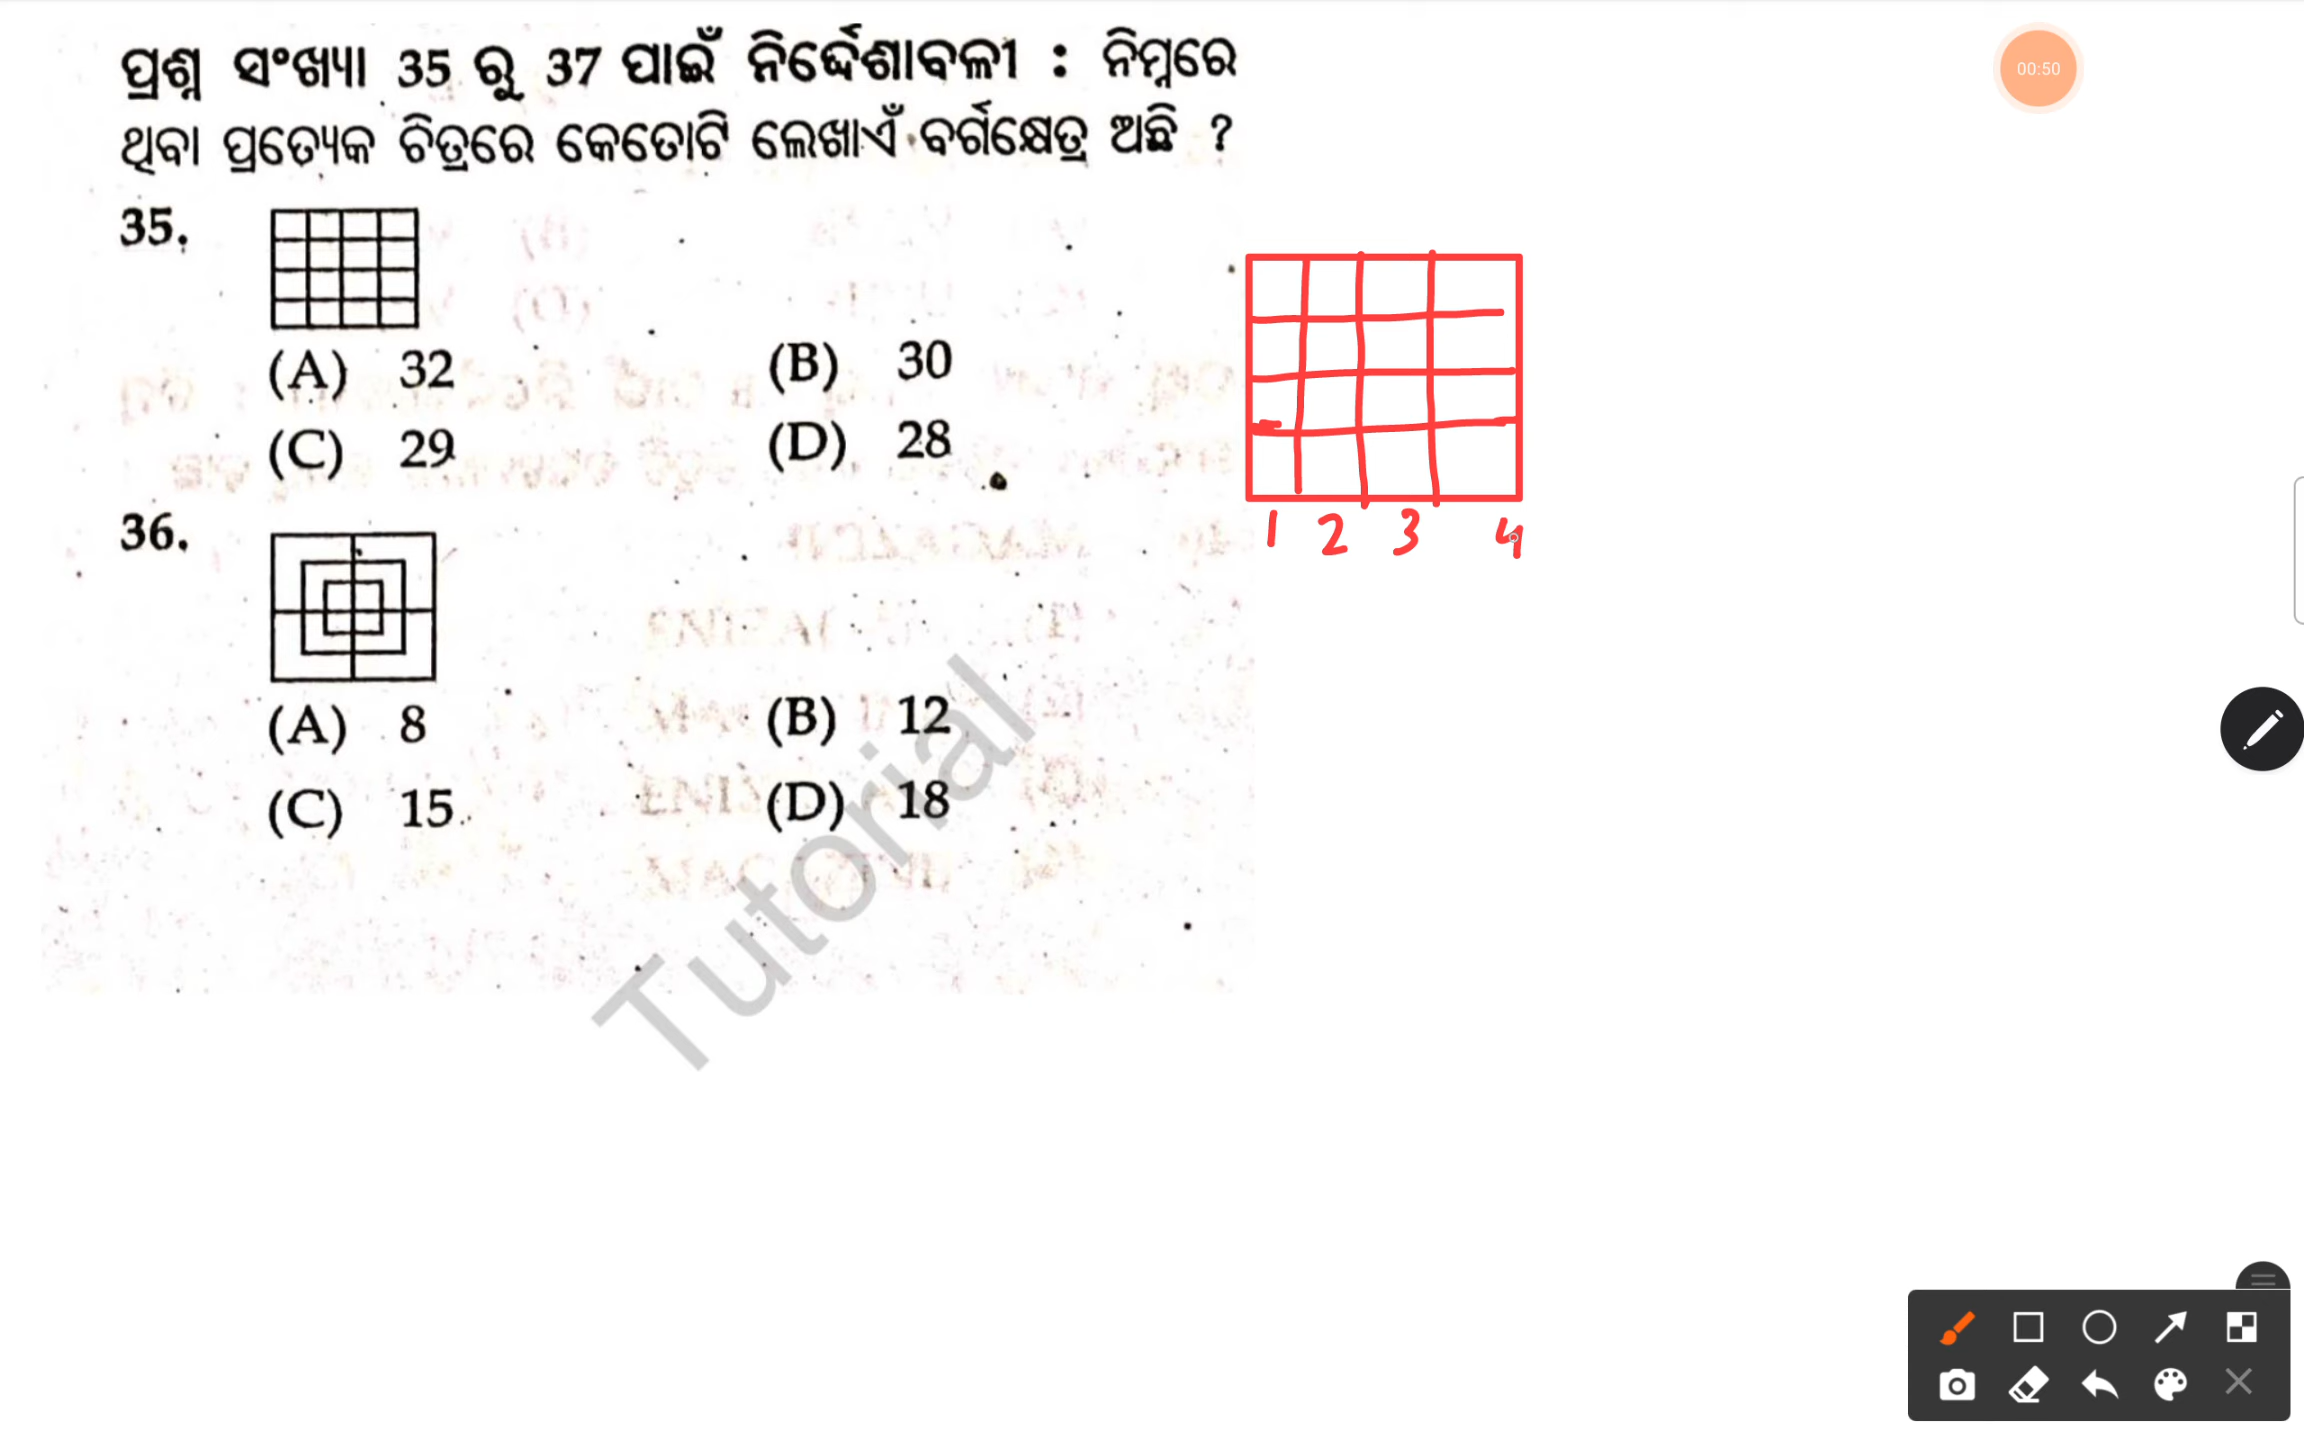 ପ୍ରଶ୍ନ ସଂଖ୍ୟା 35 ରୁ 37 ପାଇଁ ନିର୍ଦ୍ଦେଶାବଳୀ : ନିମ୍ନରେ
ଥିବା ପ୍ରତ୍ୟେକ ଚିତ୍ରରେ କେତୋଟି ଲେଖାଏଁ ବର୍ଗକ୍ଷେତ୍ର ଅଛି ?
35.
(A) 32 (B) 30
(C) 29 (D) 28
36.
(A) 8 (B) 12
(C) 15 (D) 18
1 2 3 4
Tutorial
00:50